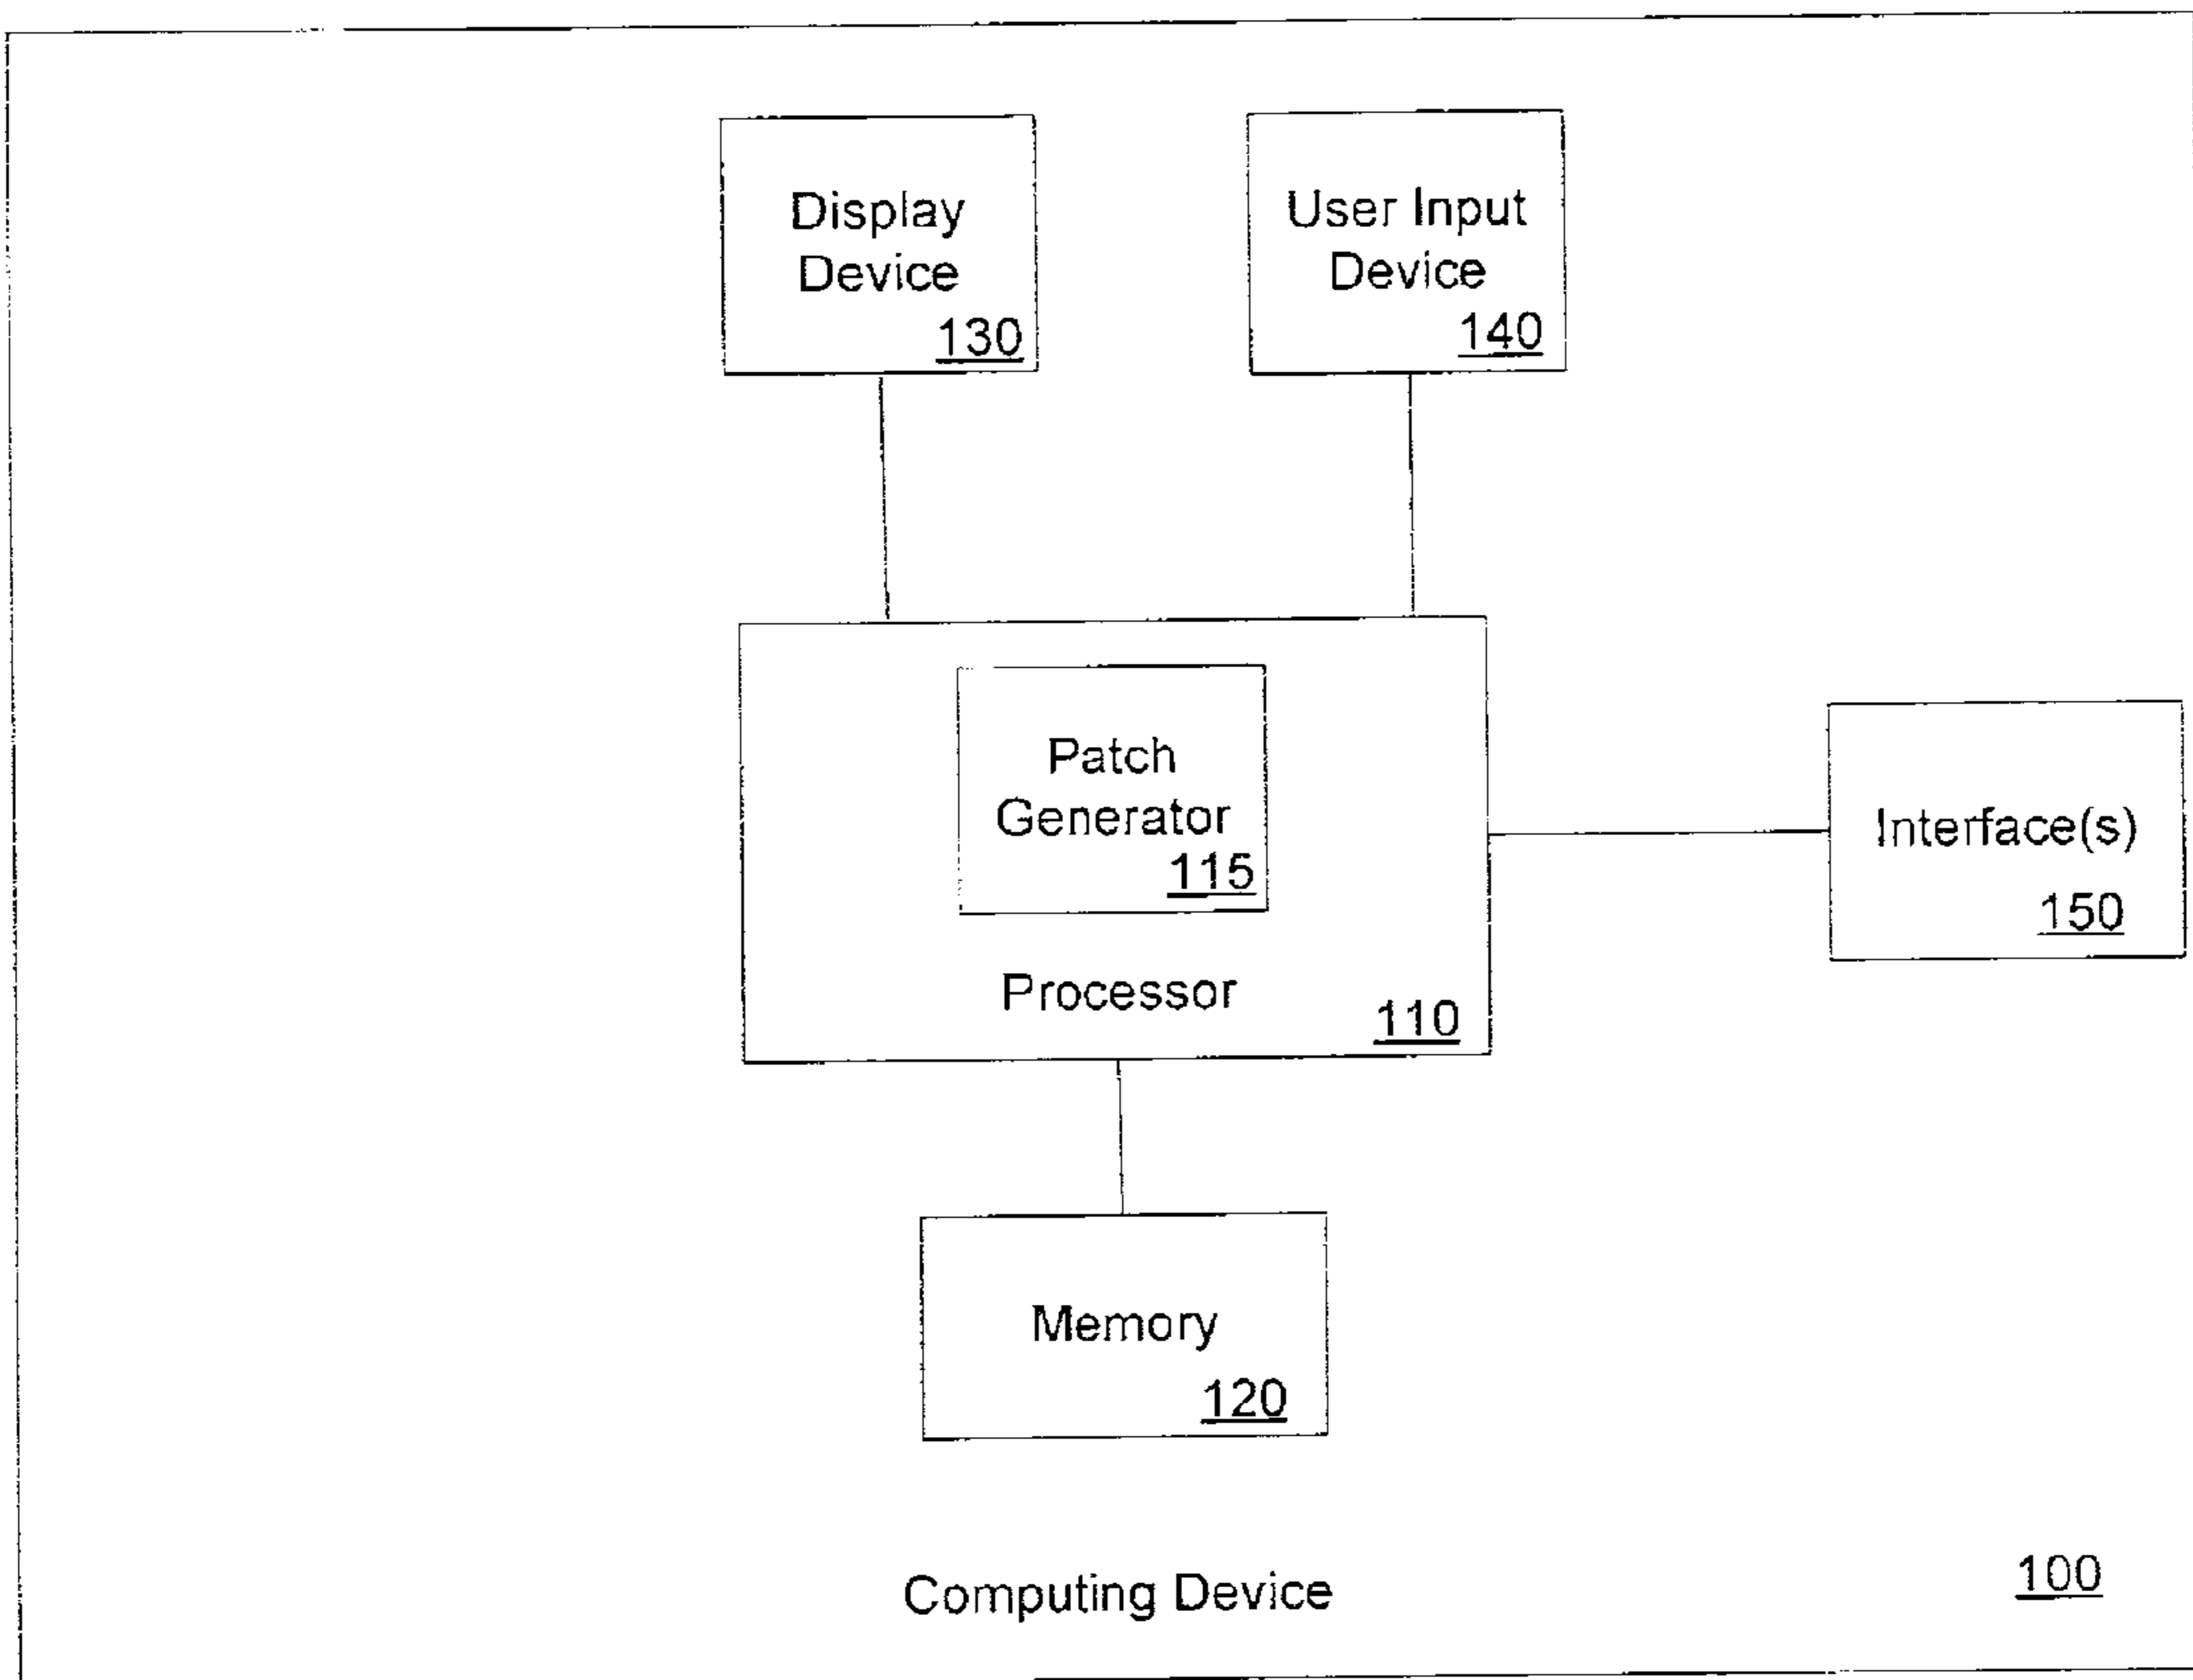 Display
Device
130
User Input
Device
140
Patch
Generator
115
Processor
110
Interface(s)
150
Memory
120
Computing Device
100